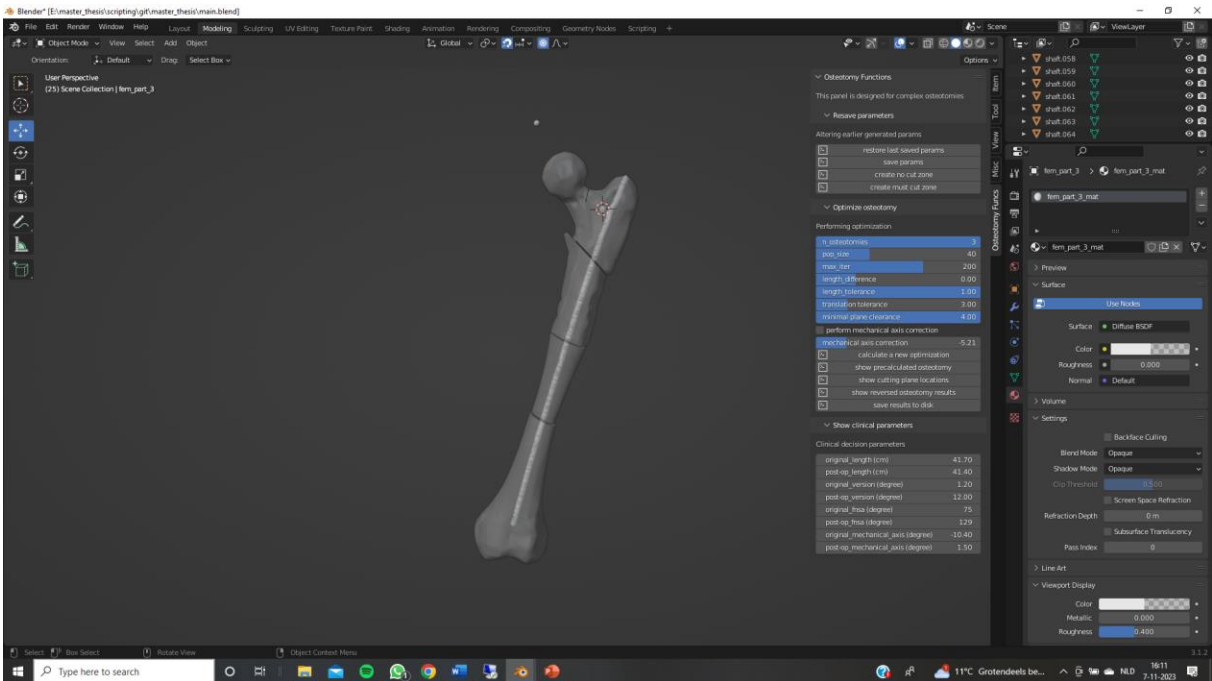 Blender* [E:\master_thesis\scripting\git\master_thesis\main.blend]
File Edit Render Window Help Layout Modeling Sculpting UV Editing Texture Paint Shading Animation Rendering Compositing Geometry Nodes Scripting + Scene ViewLayer
Object Mode View Select Add Object Global
Orientation: Default Drag: Select Box Options
User Perspective
(25) Scene Collection | fem_part_3
Osteotomy Functions
This panel is designed for complex osteotomies
Resave parameters
Altering earlier generated params
restore last saved params
save params
create no cut zone
create must cut zone
Optimize osteotomy
Performing optimization
n_osteotomies 3
pop_size 40
max_iter 200
length_difference 0.00
length_tolerance 1.00
translation tolerance 3.00
minimal plane clearance 4.00
perform mechanical axis correction
mechanical axis correction -5.21
calculate a new optimization
show precalculated osteotomy
show cutting plane locations
show reversed osteotomy results
save results to disk
Show clinical parameters
Clinical decision parameters
original_length (cm) 41.70
post-op_length (cm) 41.40
original_version (degree) 1.20
post-op_version (degree) 12.00
original_fnsa (degree) 75
post-op_fnsa (degree) 129
original_mechanical_axis (degree) -10.40
post-op_mechanical_axis (degree) 1.50
Item
Tool
View
Misc
Osteotomy Funcs
shaft.058
shaft.059
shaft.060
shaft.061
shaft.062
shaft.063
shaft.064
fem_part_3 > fem_part_3_mat
fem_part_3_mat
fem_part_3_mat
Preview
Surface
Use Nodes
Surface Diffuse BSDF
Color
Roughness 0.000
Normal Default
Volume
Settings
Backface Culling
Blend Mode Opaque
Shadow Mode Opaque
Clip Threshold 0.500
Screen Space Refraction
Refraction Depth 0 m
Subsurface Translucency
Pass Index 0
Line Art
Viewport Display
Color
Metallic 0.000
Roughness 0.400
Select Box Select Rotate View Object Context Menu 3.1.2
Type here to search 11°C Grotendeels be... NLD 16:11
7-11-2023